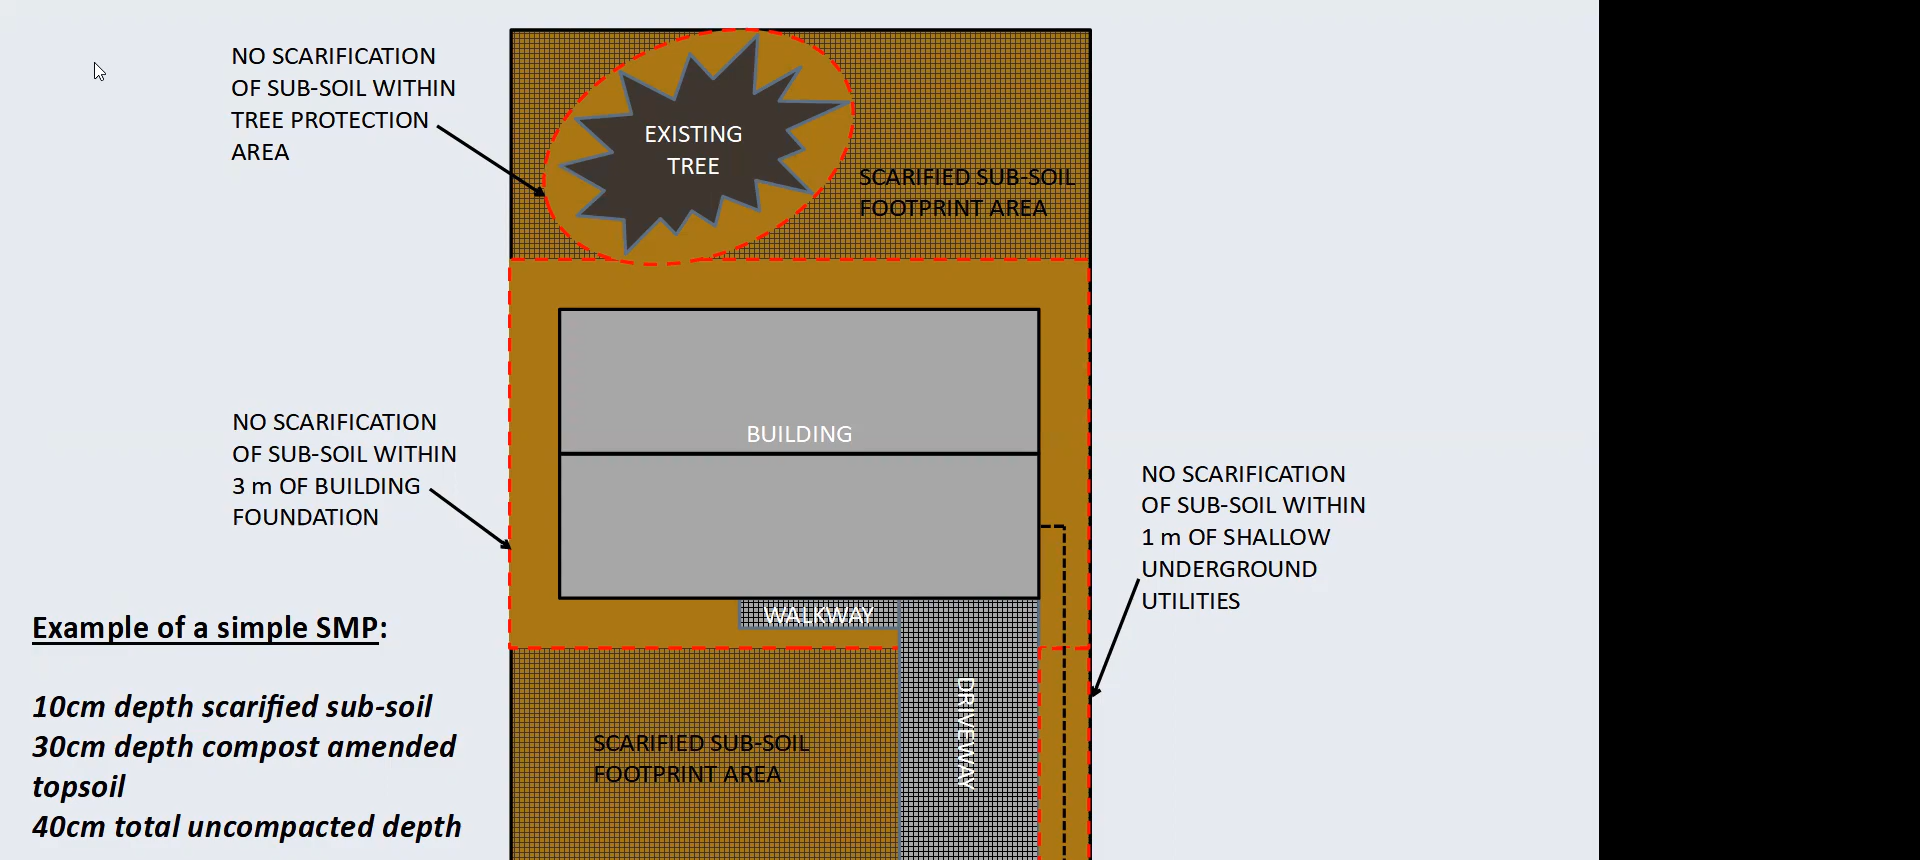 NO SCARIFICATION
OF SUB-SOIL WITHIN
TREE PROTECTION
AREA
EXISTING
TREE
SCARIFIED SUB-SOIL
FOOTPRINT AREA
NO SCARIFICATION
OF SUB-SOIL WITHIN
3 m OF BUILDING
FOUNDATION
BUILDING
NO SCARIFICATION
OF SUB-SOIL WITHIN
1 m OF SHALLOW
UNDERGROUND
UTILITIES
WALKWAY
DRIVEWAY
SCARIFIED SUB-SOIL
FOOTPRINT AREA
Example of a simple SMP:
10cm depth scarified sub-soil
30cm depth compost amended
topsoil
40cm total uncompacted depth